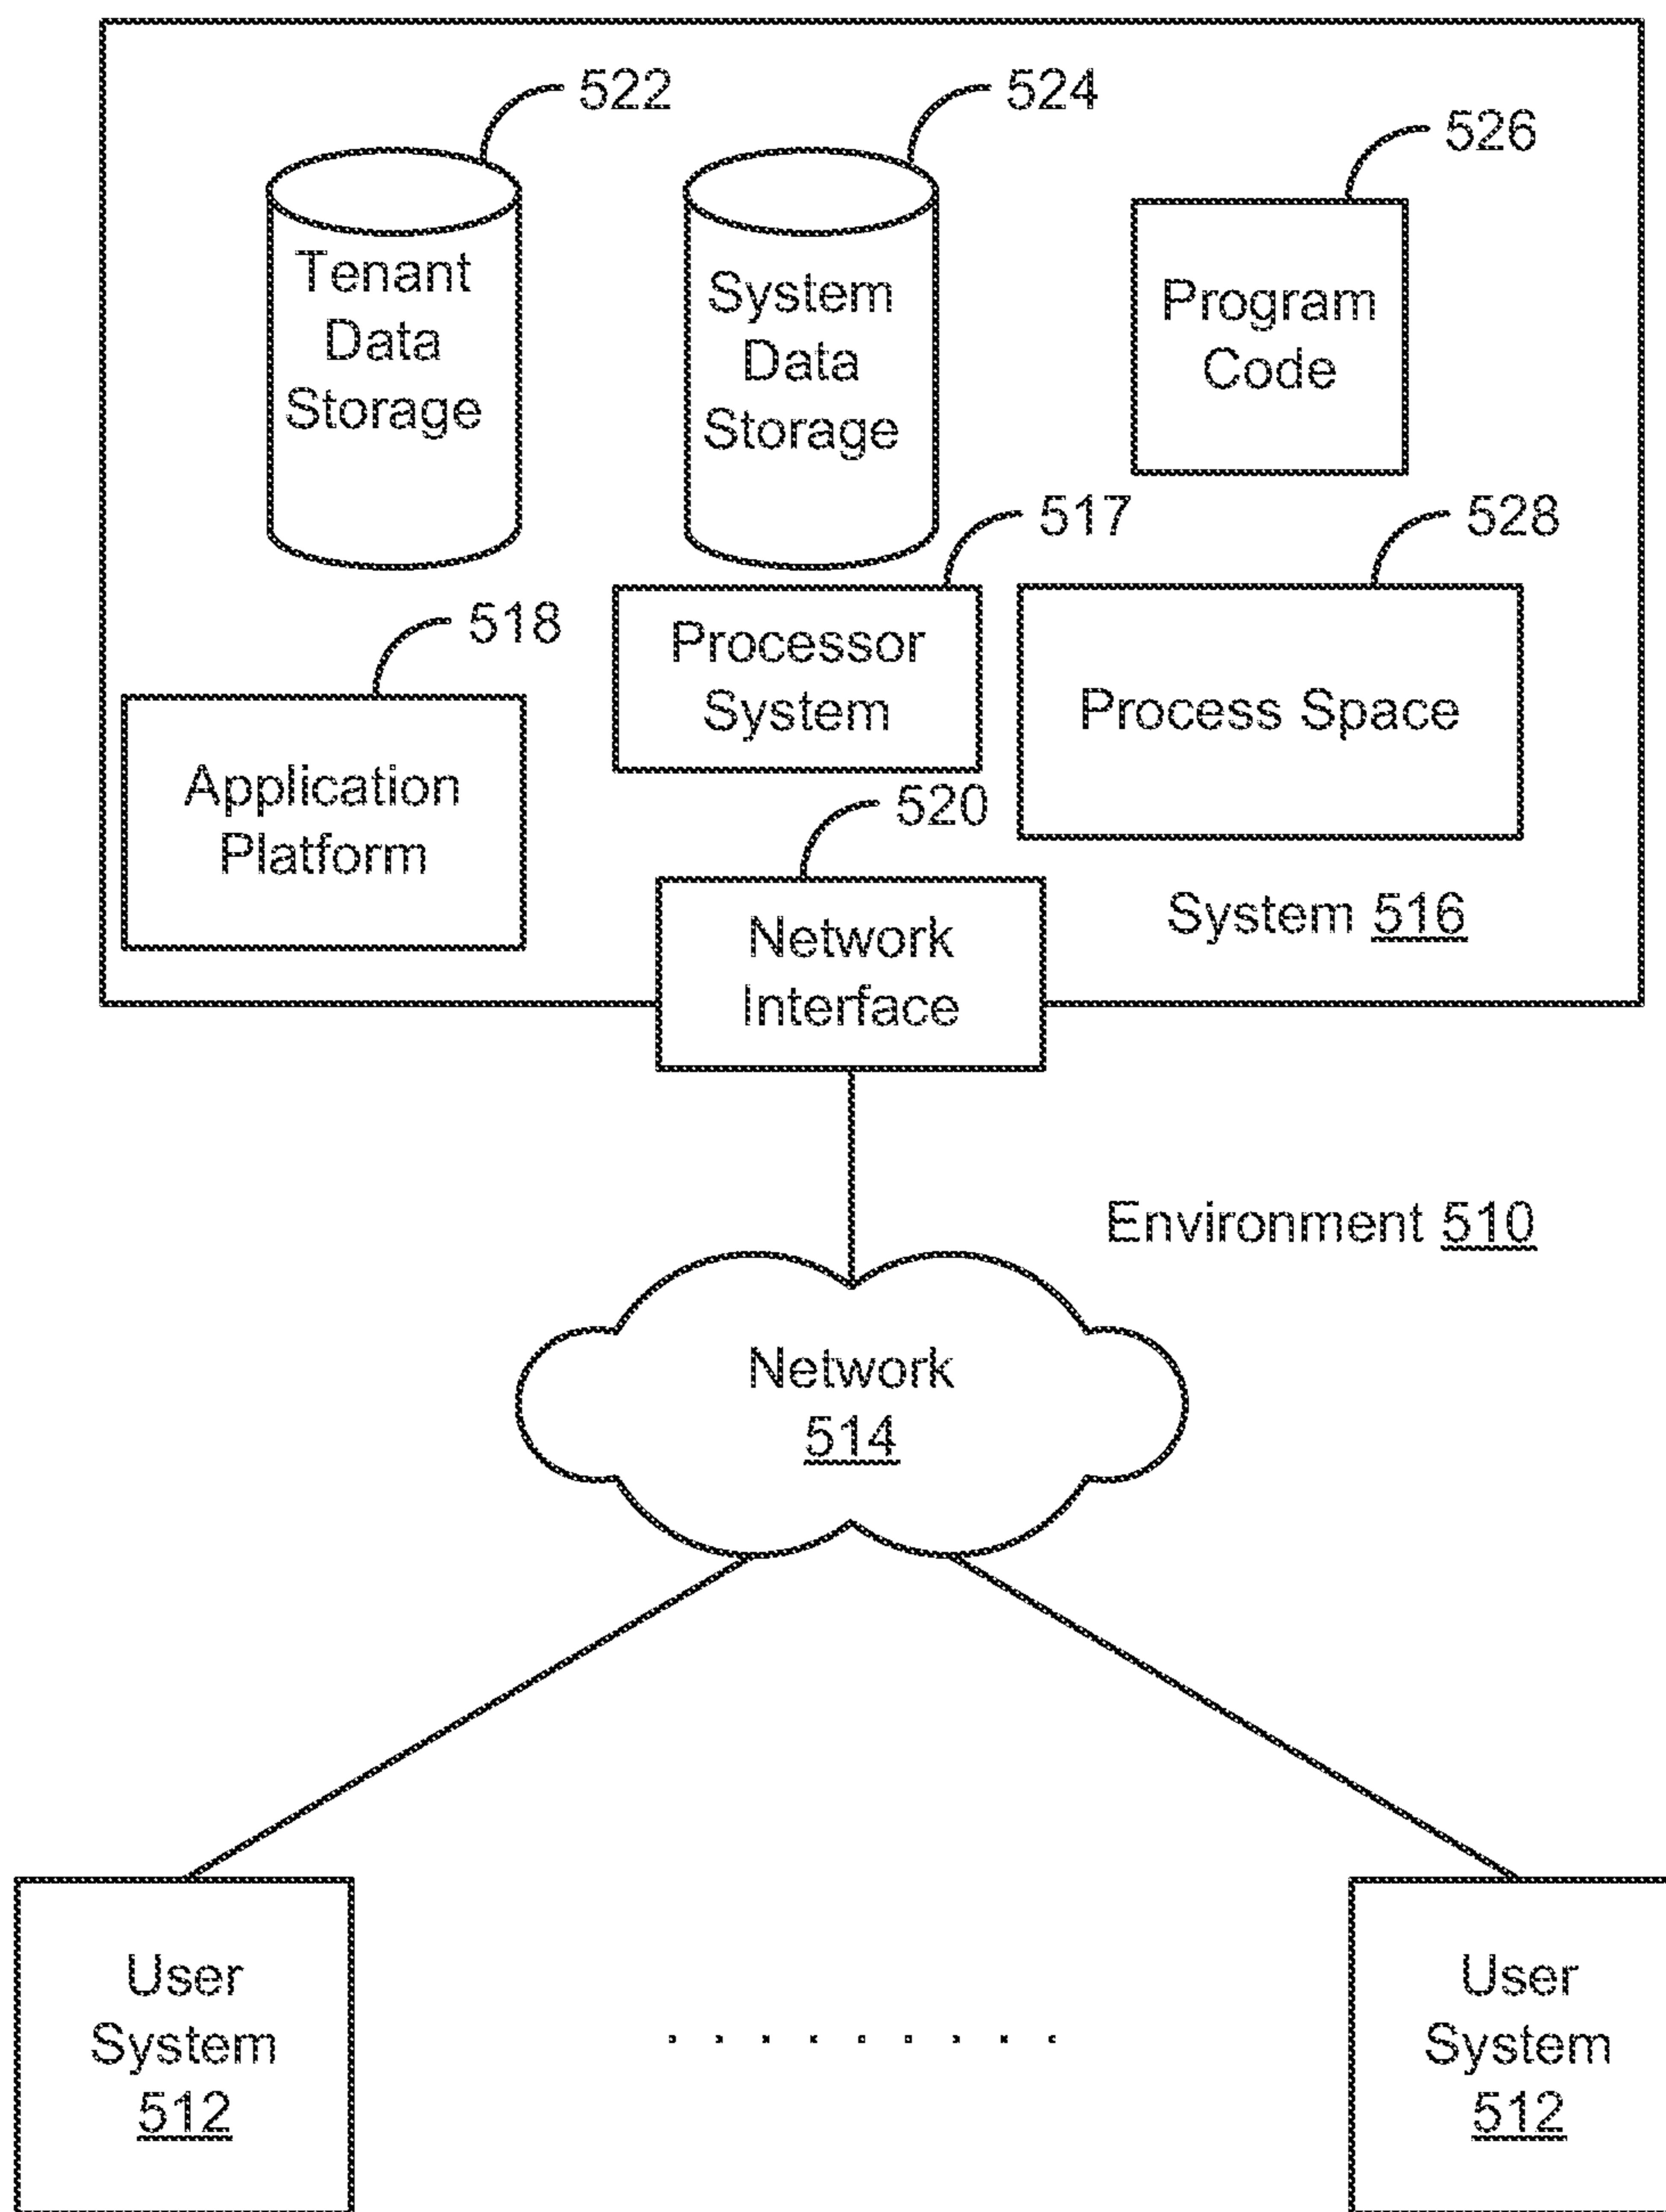 522
524
526
Tenant
Data
Storage
System
Data
Storage
Program
Code
517
528
518
Processor
System
Process Space
Application
Platform
520
System 516
Network
Interface
Environment 510
Network
514
User
System
512
User
System
512